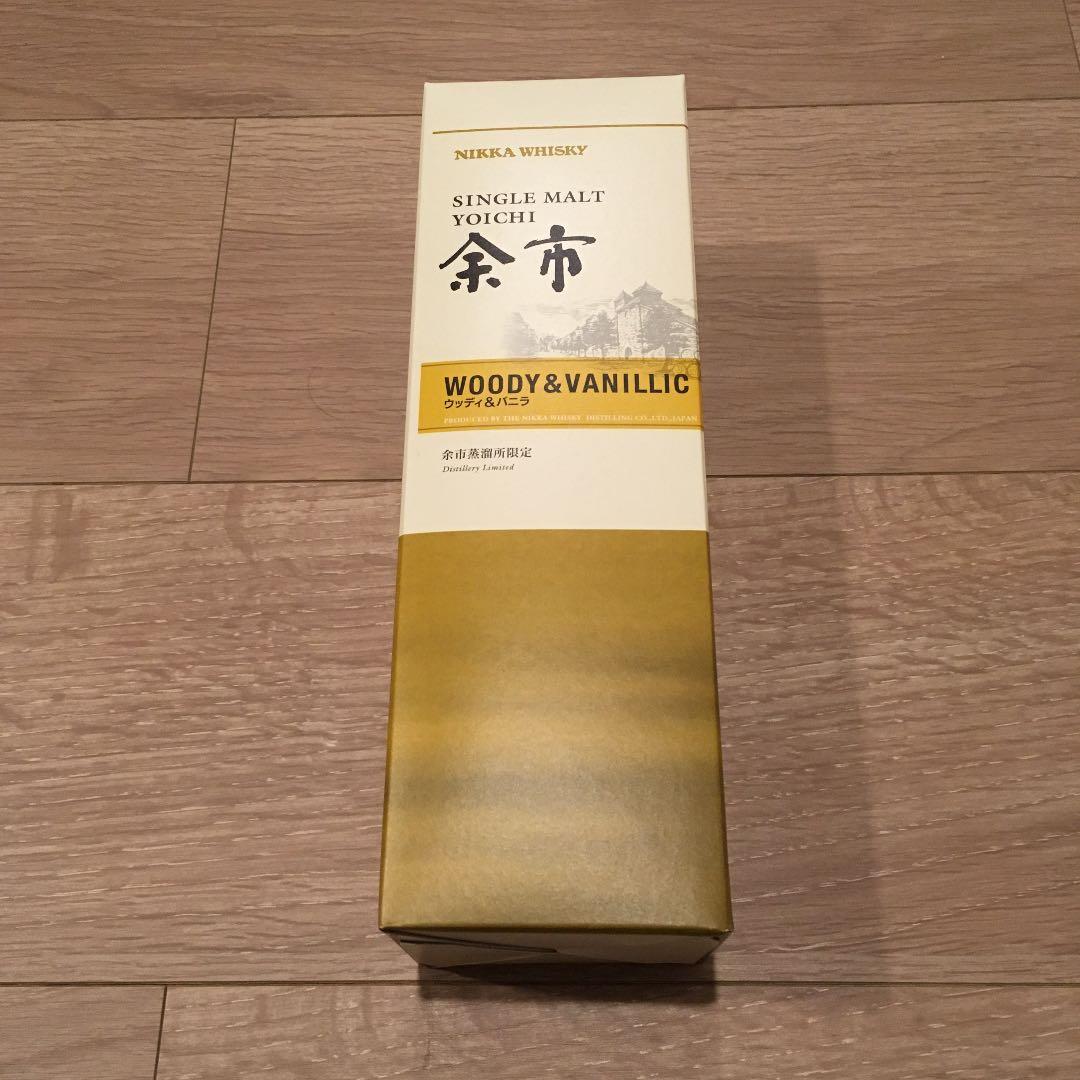 NIKKA WHISKY
SINGLE MALT
YOICHI
余市
WOODY&VANILLIC
ウッディ&バニラ
PRODUCED BY THE NIKKA WHISKY DISTILLING CO.,LTD.,JAPAN
余市蒸溜所限定
Distillery Limited